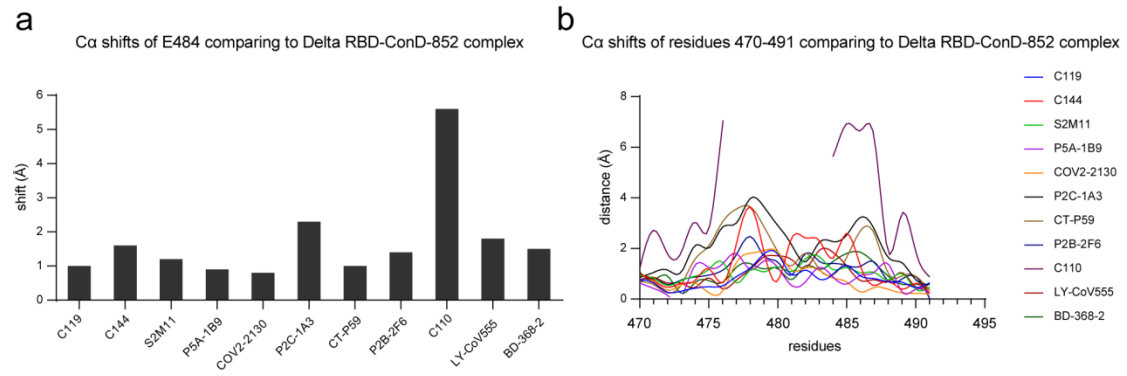 a
Cα shifts of E484 comparing to Delta RBD-ConD-852 complex
6
5
4
3
2
1
0
shift (Å)
C119
C144
S2M11
P5A-1B9
COV2-2130
P2C-1A3
CT-P59
P2B-2F6
C110
LY-CoV555
BD-368-2
b
Cα shifts of residues 470-491 comparing to Delta RBD-ConD-852 complex
8
6
4
2
0
distance (Å)
470 475 480 485 490 495
residues
C119
C144
S2M11
P5A-1B9
COV2-2130
P2C-1A3
CT-P59
P2B-2F6
C110
LY-CoV555
BD-368-2